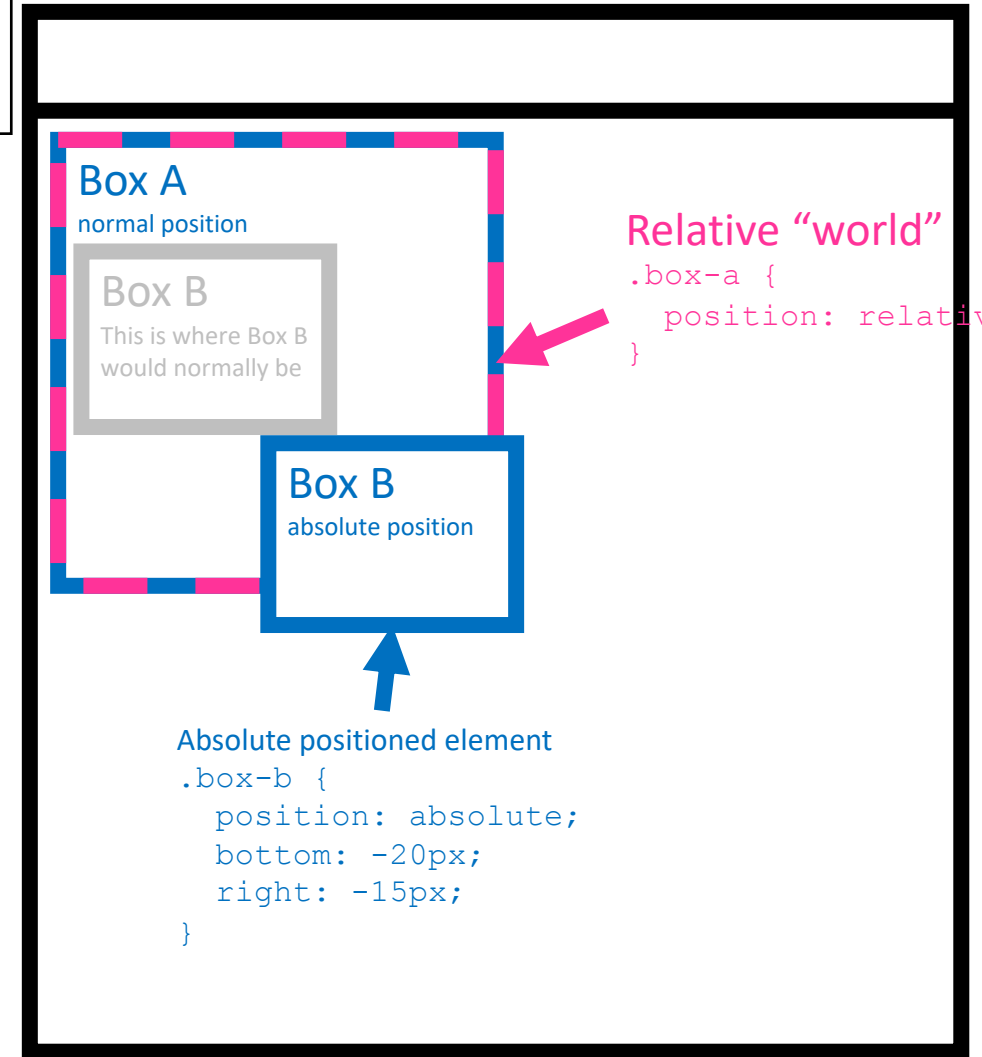 Box A
normal position
Box B
This is where Box B
would normally be
Box B
absolute position
Relative “world”
.box-a {
  position: relativ
}
Absolute positioned element
.box-b {
  position: absolute;
  bottom: -20px;
  right: -15px;
}